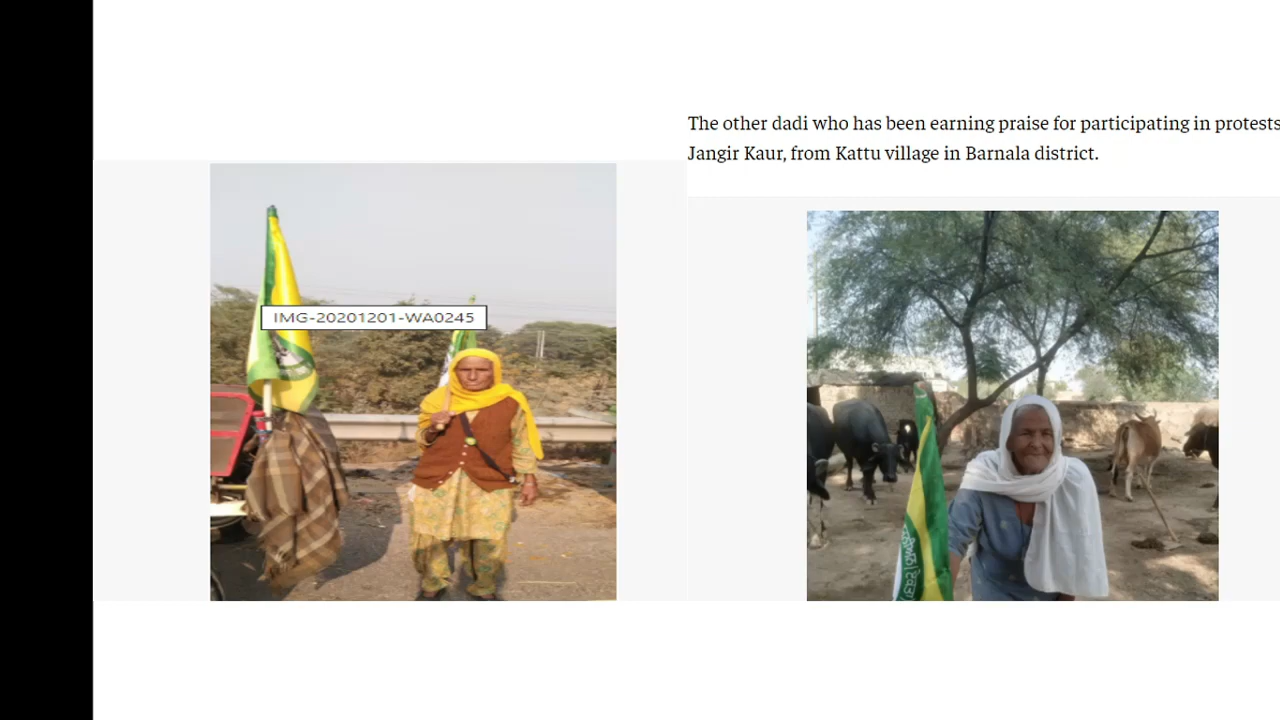 The other dadi who has been earning praise for participating in protests
Jangir Kaur, from Kattu village in Barnala district.
IMG-20201201-WA0245